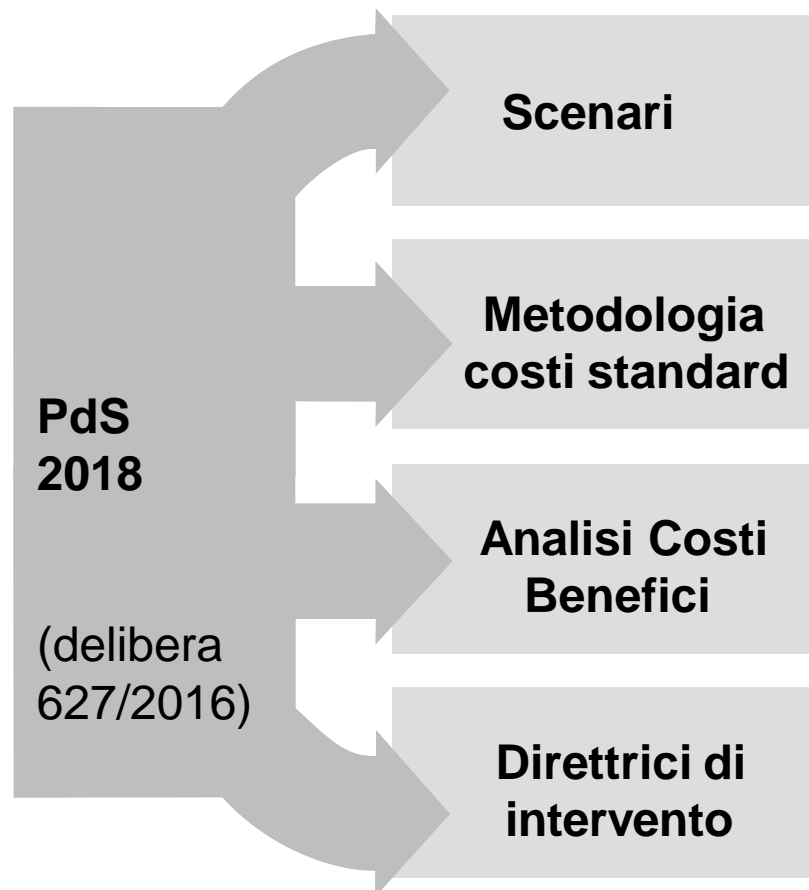 PdS
2018
(delibera
627/2016)
Scenari
Metodologia
costi standard
Analisi Costi
Benefici
Direttrici di
intervento